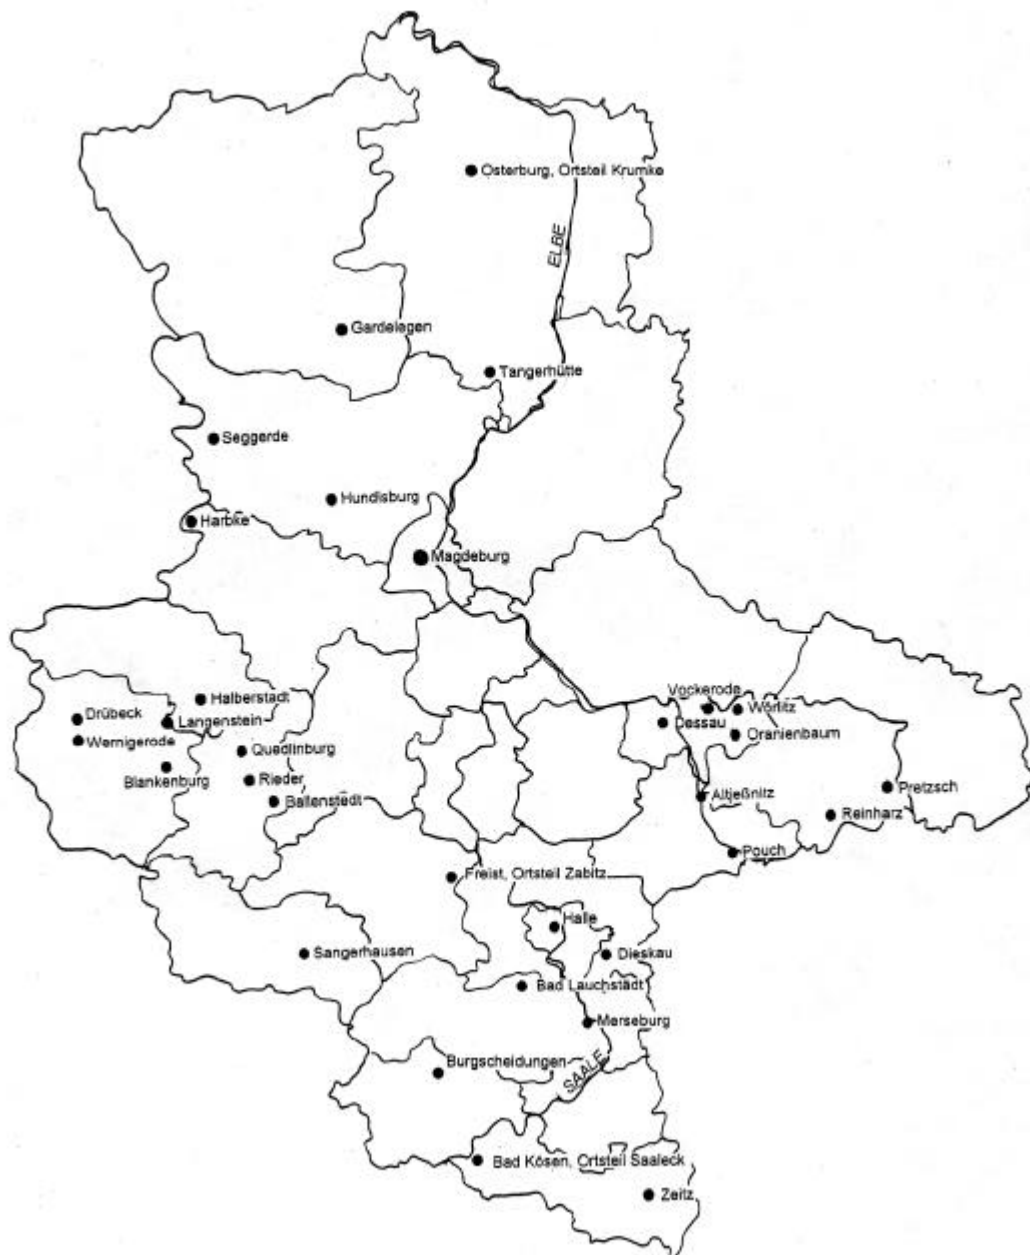 Osterburg, Ortsteil Krumke
ELBE
Gardelegen
Tangerhütte
Seggerde
Hundisburg
Harbke
Magdeburg
Vockerode
Halberstadt
Wörlitz
Drübeck
Langenstein
Dessau
Oranienbaum
Wernigerode
Quedlinburg
Blankenburg
Rieder
Pretzsch
Ballenstedt
Altjeßnitz
Reinharz
Pouch
Freist, Ortsteil Zabitz
Halle
Sangerhausen
Dieskau
Bad Lauchstädt
Merseburg
Burgscheidungen
SAALE
Bad Kösen, Ortsteil Saaleck
Zeitz